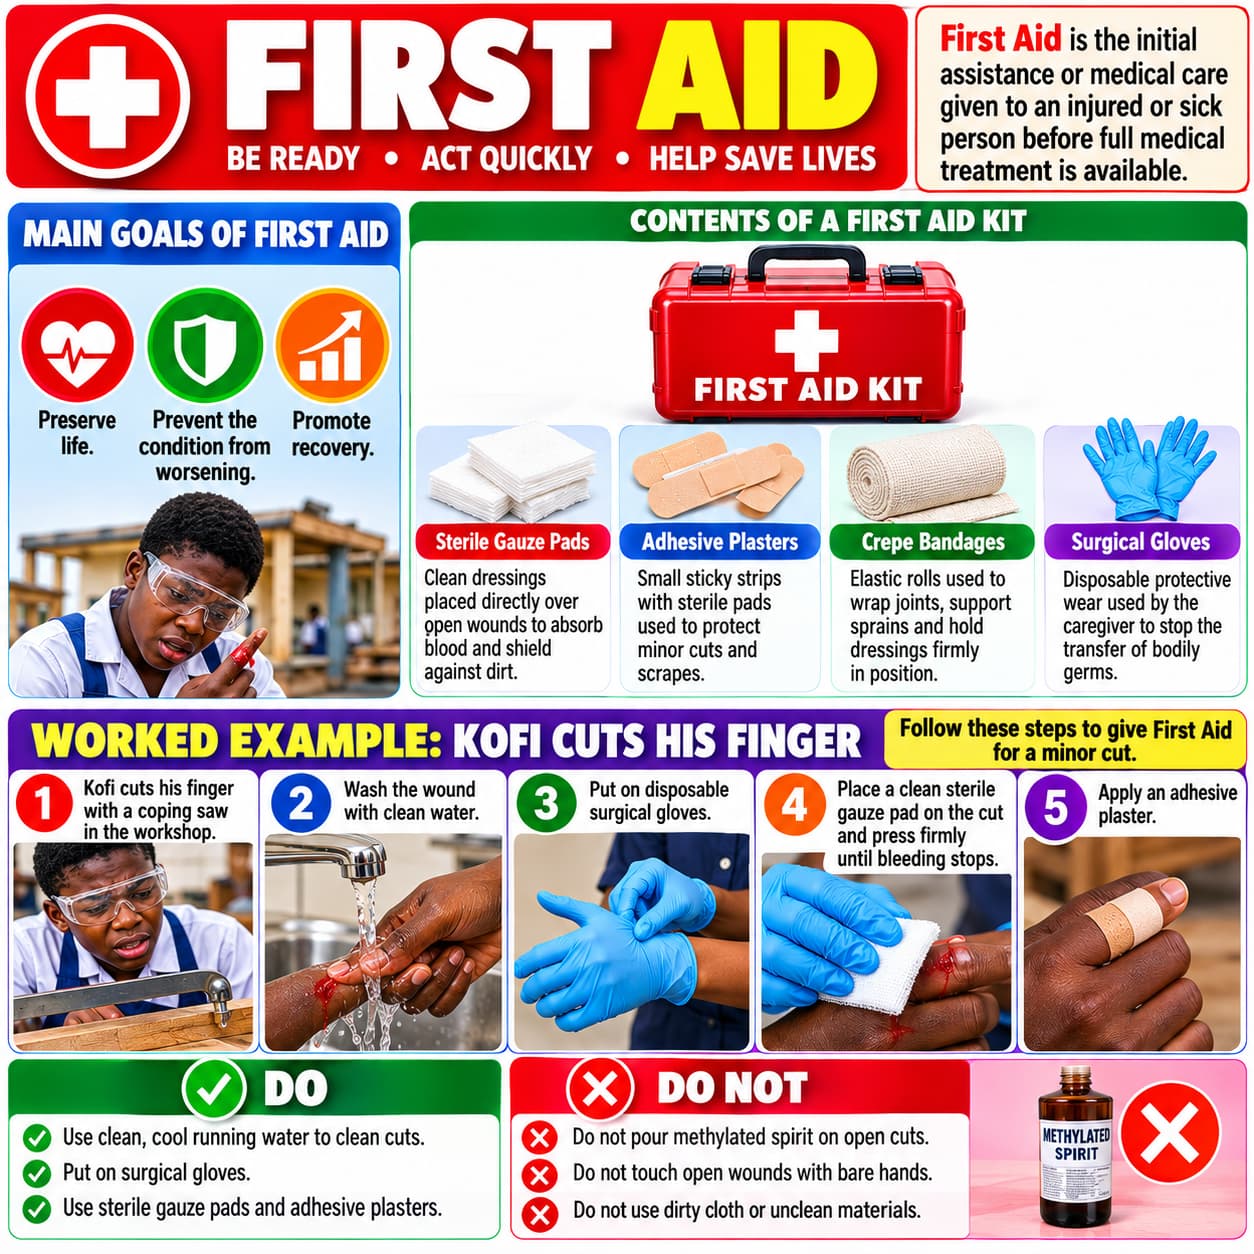 FIRST AID
BE READY • ACT QUICKLY • HELP SAVE LIVES
First Aid is the initial
assistance or medical care
given to an injured or sick
person before full medical
treatment is available.
MAIN GOALS OF FIRST AID
Preserve
life.
Prevent the
condition from
worsening.
Promote
recovery.
CONTENTS OF A FIRST AID KIT
FIRST AID KIT
Sterile Gauze Pads
Clean dressings
placed directly over
open wounds to absorb
blood and shield
against dirt.
Adhesive Plasters
Small sticky strips
with sterile pads
used to protect
minor cuts and
scrapes.
Crepe Bandages
Elastic rolls used to
wrap joints, support
sprains and hold
dressings firmly
in position.
Surgical Gloves
Disposable protective
wear used by the
caregiver to stop the
transfer of bodily
germs.
WORKED EXAMPLE: KOFI CUTS HIS FINGER
Follow these steps to give First Aid
for a minor cut.
1
Kofi cuts his finger
with a coping saw
in the workshop.
2
Wash the wound
with clean water.
3
Put on disposable
surgical gloves.
4
Place a clean sterile
gauze pad on the cut
and press firmly
until bleeding stops.
5
Apply an adhesive
plaster.
DO
Use clean, cool running water to clean cuts.
Put on surgical gloves.
Use sterile gauze pads and adhesive plasters.
DO NOT
Do not pour methylated spirit on open cuts.
Do not touch open wounds with bare hands.
Do not use dirty cloth or unclean materials.
METHYLATED
SPIRIT